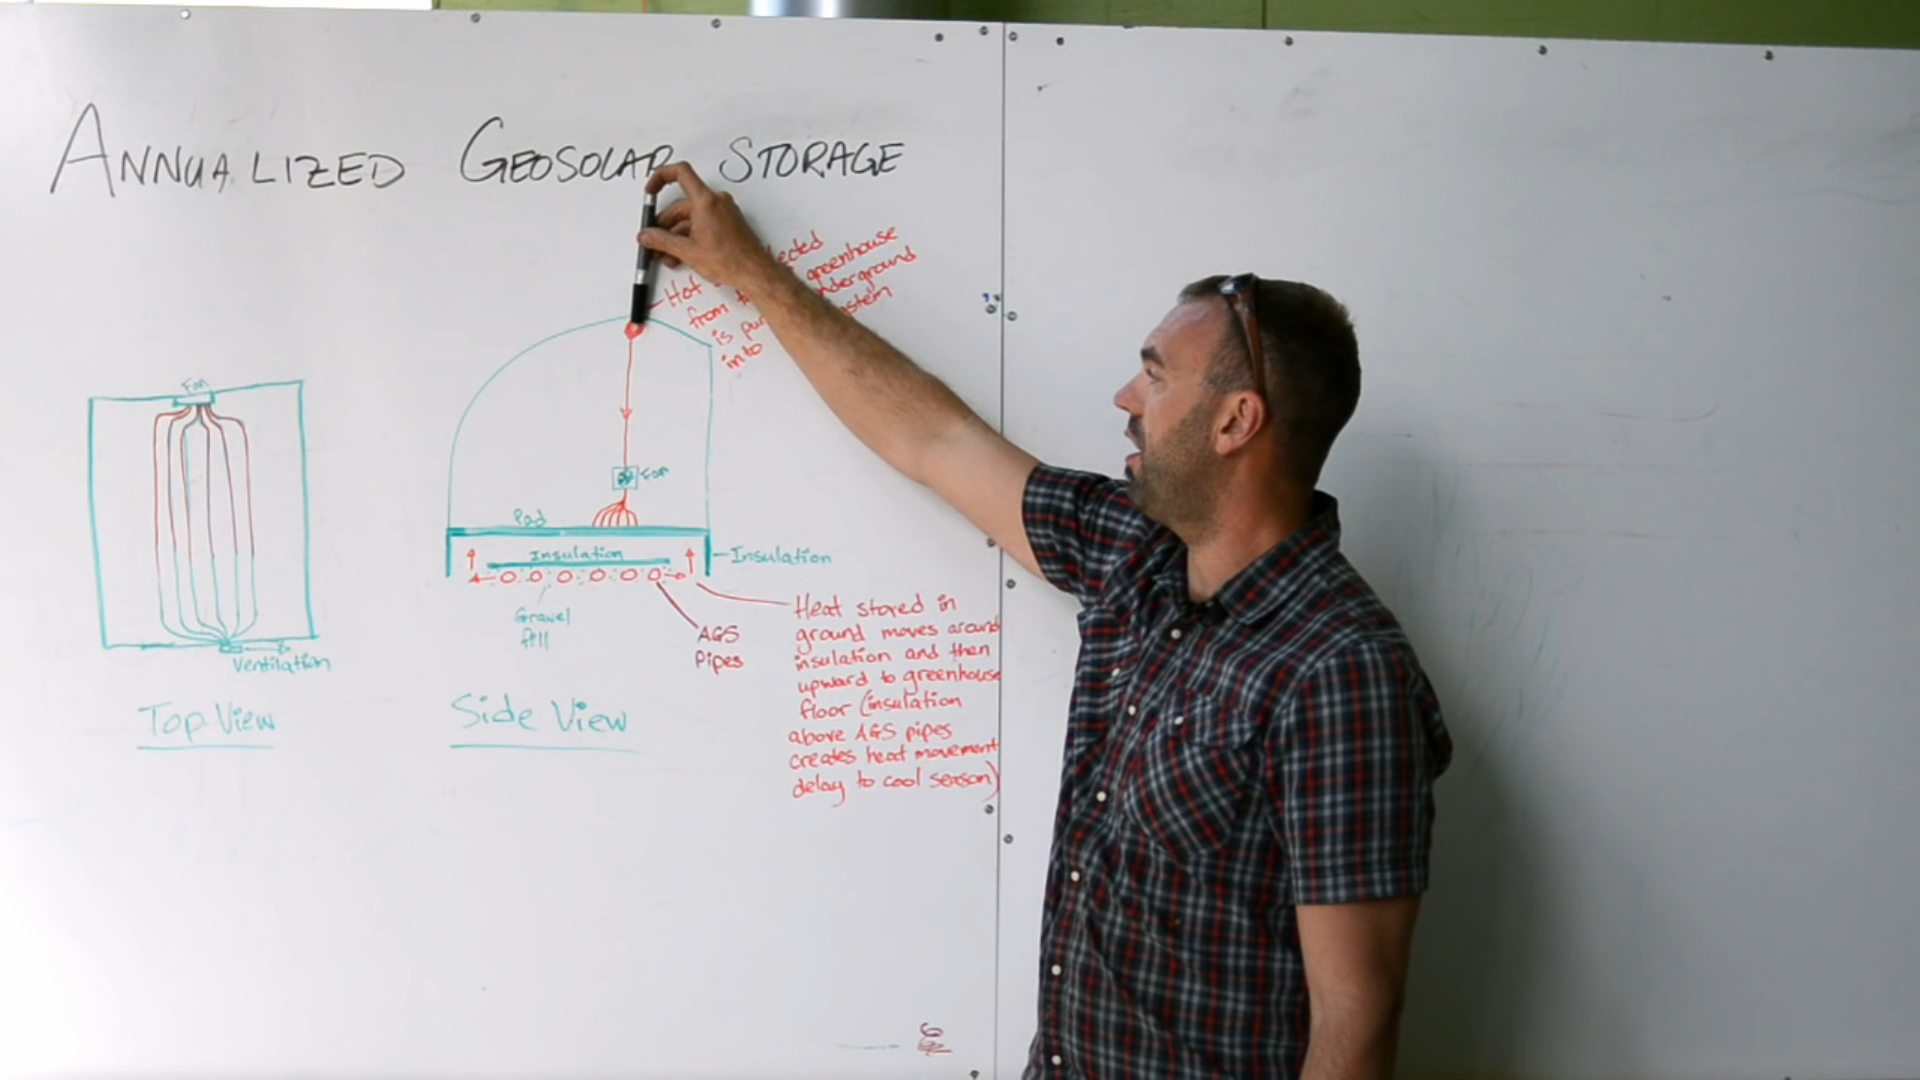 ANNUALIZED GEOSOLAR STORAGE
Hot
from greenhouse
is underground
into
Fan
Ventilation
Top View
Fan
Pad
Insulation
Insulation
Gravel
fill
AGS
Pipes
Side View
Heat stored in
ground moves around
insulation and then
upward to greenhouse
floor (insulation
above AGS pipes
creates heat movement
delay to cool season)